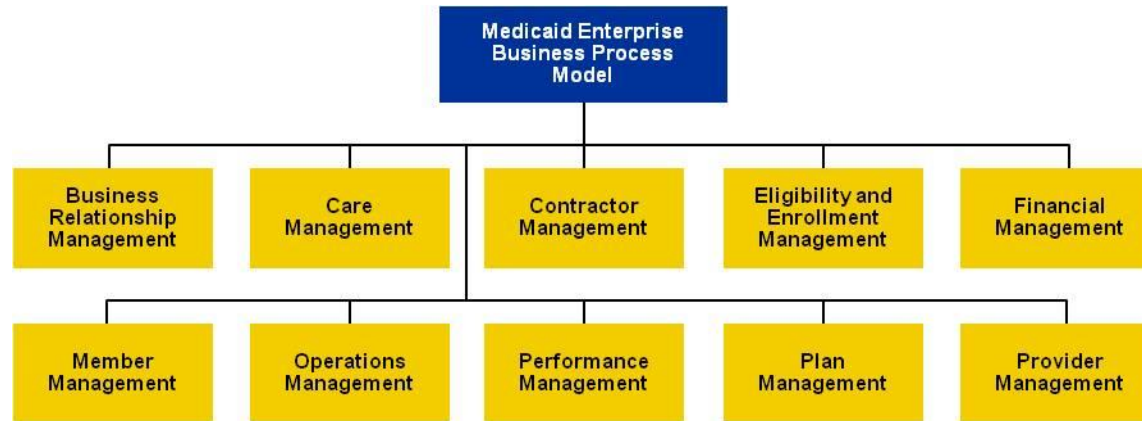 Medicaid Enterprise
Business Process
Model
Business
Relationship
Management
Care
Management
Contractor
Management
Eligibility and
Enrollment
Management
Financial
Management
Member
Management
Operations
Management
Performance
Management
Plan
Management
Provider
Management